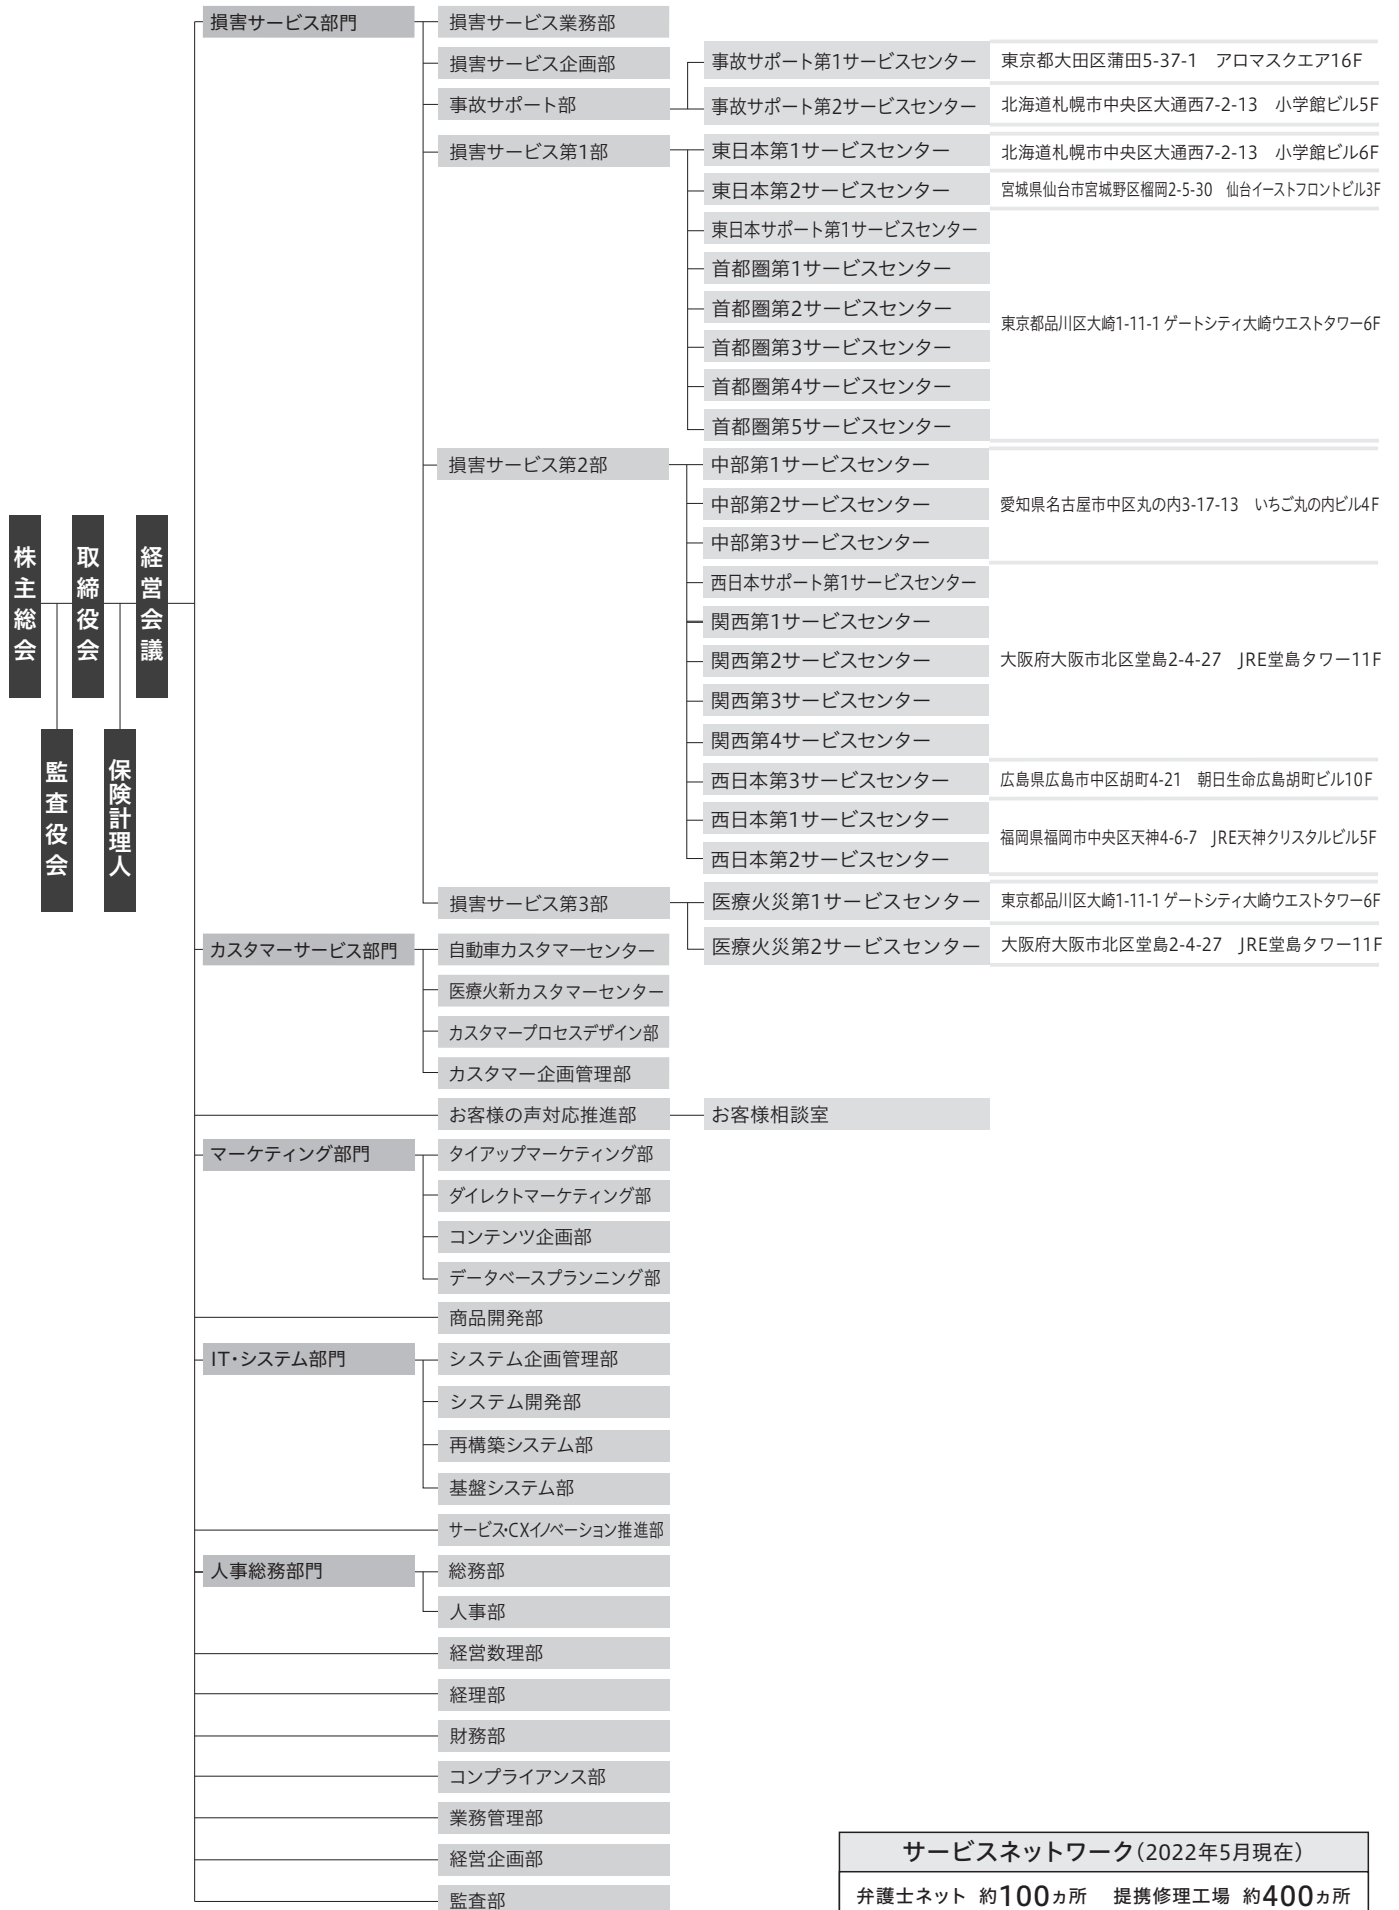 損害サービス部門
損害サービス業務部
損害サービス企画部
事故サポート部
事故サポート第1サービスセンター 東京都大田区蒲田5-37-1 アロマスクエア16F
事故サポート第2サービスセンター 北海道札幌市中央区大通西7-2-13 小学館ビル5F
損害サービス第1部
東日本第1サービスセンター 北海道札幌市中央区大通西7-2-13 小学館ビル6F
東日本第2サービスセンター 宮城県仙台市宮城野区榴岡2-5-30 仙台イーストフロントビル3F
東日本サポート第1サービスセンター
首都圏第1サービスセンター
首都圏第2サービスセンター
首都圏第3サービスセンター
首都圏第4サービスセンター
首都圏第5サービスセンター
東京都品川区大崎1-11-1 ゲートシティ大崎ウエストタワー6F
損害サービス第2部
中部第1サービスセンター
中部第2サービスセンター
中部第3サービスセンター
愛知県名古屋市中区丸の内3-17-13 いちご丸の内ビル4F
西日本サポート第1サービスセンター
関西第1サービスセンター
関西第2サービスセンター
関西第3サービスセンター
関西第4サービスセンター
大阪府大阪市北区堂島2-4-27 JRE堂島タワー11F
西日本第3サービスセンター 広島県広島市中区胡町4-21 朝日生命広島胡町ビル10F
西日本第1サービスセンター
西日本第2サービスセンター
福岡県福岡市中央区天神4-6-7 JRE天神クリスタルビル5F
損害サービス第3部
医療火災第1サービスセンター 東京都品川区大崎1-11-1 ゲートシティ大崎ウエストタワー6F
医療火災第2サービスセンター 大阪府大阪市北区堂島2-4-27 JRE堂島タワー11F
株主総会
取締役会
経営会議
監査役会
保険計理人
カスタマーサービス部門
自動車カスタマーセンター
医療火新カスタマーセンター
カスタマープロセスデザイン部
カスタマー企画管理部
お客様の声対応推進部
お客様相談室
マーケティング部門
タイアップマーケティング部
ダイレクトマーケティング部
コンテンツ企画部
データベースプランニング部
商品開発部
IT・システム部門
システム企画管理部
システム開発部
再構築システム部
基盤システム部
サービス・CXイノベーション推進部
人事総務部門
総務部
人事部
経営数理部
経理部
財務部
コンプライアンス部
業務管理部
経営企画部
監査部
サービスネットワーク(2022年5月現在)
弁護士ネット 約100ヵ所 提携修理工場 約400ヵ所